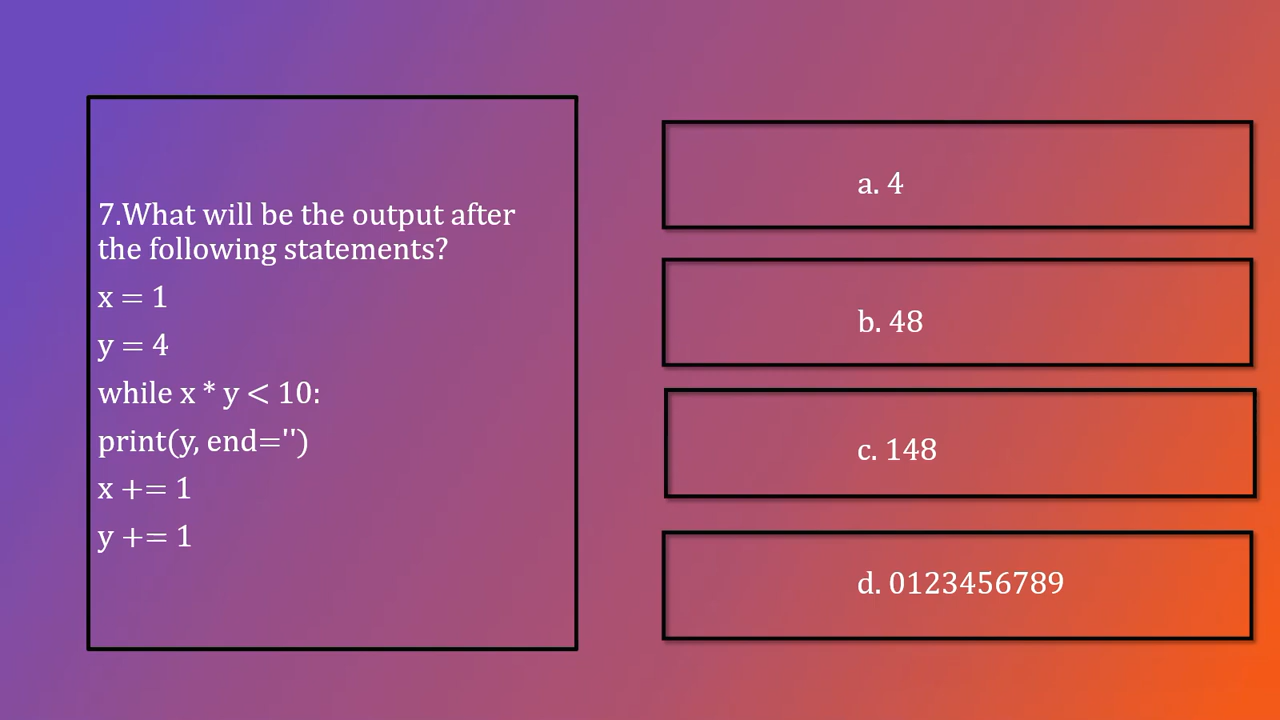 7.What will be the output after
the following statements?
x = 1
y = 4
while x * y < 10:
print(y, end='')
x += 1
y += 1
a. 4
b. 48
c. 148
d. 0123456789